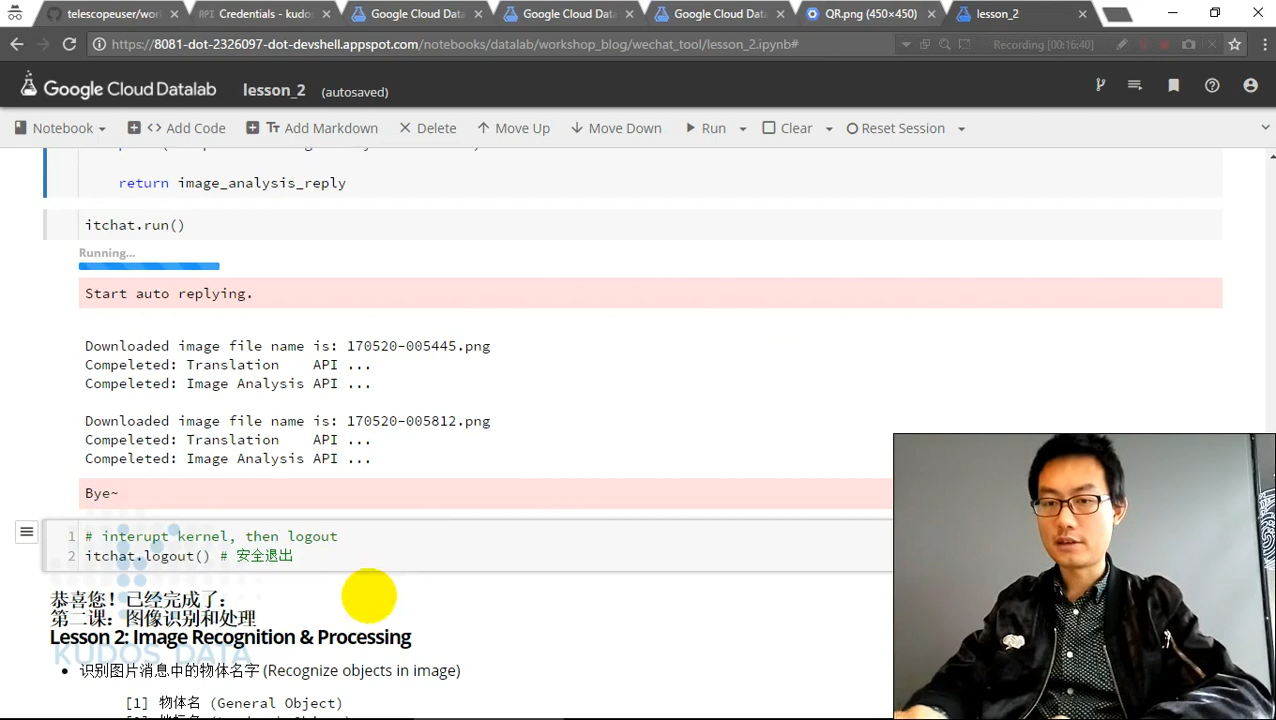 telescopeuser/wor
API Credentials - kudos
Google Cloud Data
Google Cloud Data
Google Cloud Data
QR.png (450×450)
lesson_2
https://8081-dot-2326097-dot-devshell.appspot.com/notebooks/datalab/workshop_blog/wechat_tool/lesson_2.ipynb#
Recording [00:16:40]
Google Cloud Datalab
lesson_2
(autosaved)
Notebook
<> Add Code
Tт Add Markdown
Delete
Move Up
Move Down
Run
Clear
Reset Session
return image_analysis_reply
itchat.run()
Running...
Start auto replying.
Downloaded image file name is: 170520-005445.png
Compeleted: Translation API ...
Compeleted: Image Analysis API ...
Downloaded image file name is: 170520-005812.png
Compeleted: Translation API ...
Compeleted: Image Analysis API ...
Bye~
1 # interupt kernel, then logout
2 itchat.logout() # 安全退出
恭喜您！已经完成了：
第二课：图像识别和处理
Lesson 2: Image Recognition & Processing
KUDOS DATA
识别图片消息中的物体名字 (Recognize objects in image)
[1] 物体名 (General Object)